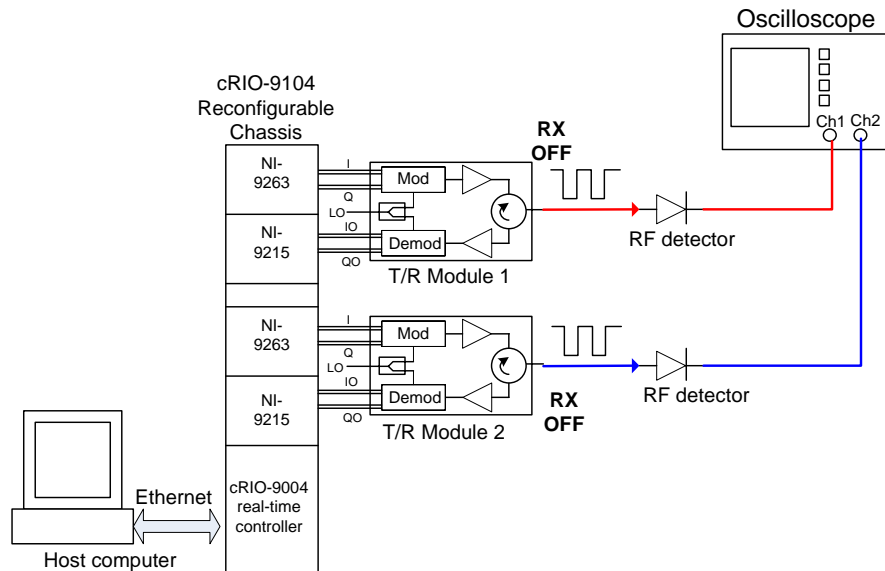 Oscilloscope
Ch1 Ch2
cRIO-9104
Reconfigurable
Chassis
RX
OFF
NI-
9263
I
Q
LO
IO
QO
Mod
Demod
NI-
9215
T/R Module 1
RF detector
NI-
9263
I
Q
LO
IO
QO
Mod
Demod
NI-
9215
T/R Module 2
RX
OFF
RF detector
cRIO-9004
real-time
controller
Ethernet
Host computer